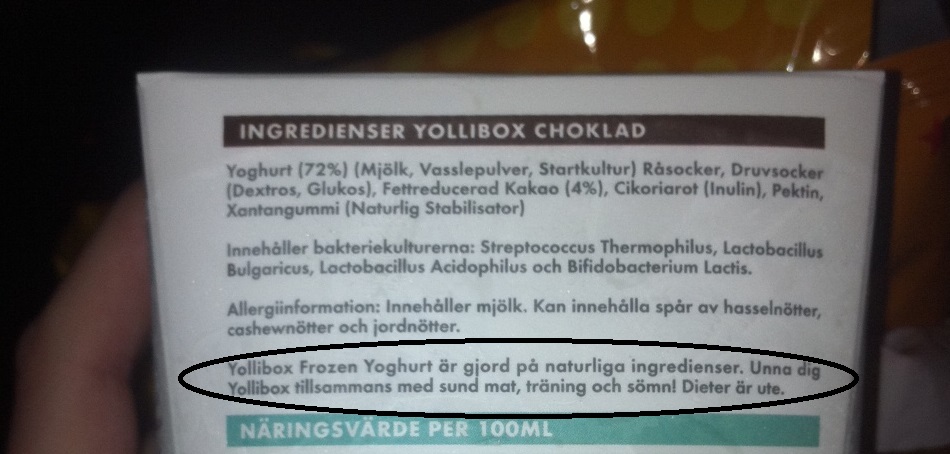 INGREDIENSER YOLLIBOX CHOKLAD
Yoghurt (72%) (Mjölk, Vasslepulver, Startkultur) Råsocker, Druvsocker
(Dextros, Glukos), Fettreducerad Kakao (4%), Cikoriarot (Inulin), Pektin,
Xantangummi (Naturlig Stabilisator)
Innehåller bakteriekulturerna: Streptococcus Thermophilus, Lactobacillus
Bulgaricus, Lactobacillus Acidophilus och Bifidobacterium Lactis.
Allergiinformation: Innehåller mjölk. Kan innehålla spår av hasselnötter,
cashewnötter och jordnötter.
Yollibox Frozen Yoghurt är gjord på naturliga ingredienser. Unna dig
Yollibox tillsammans med sund mat, träning och sömn! Dieter är ute.
NÄRINGSVÄRDE PER 100ML